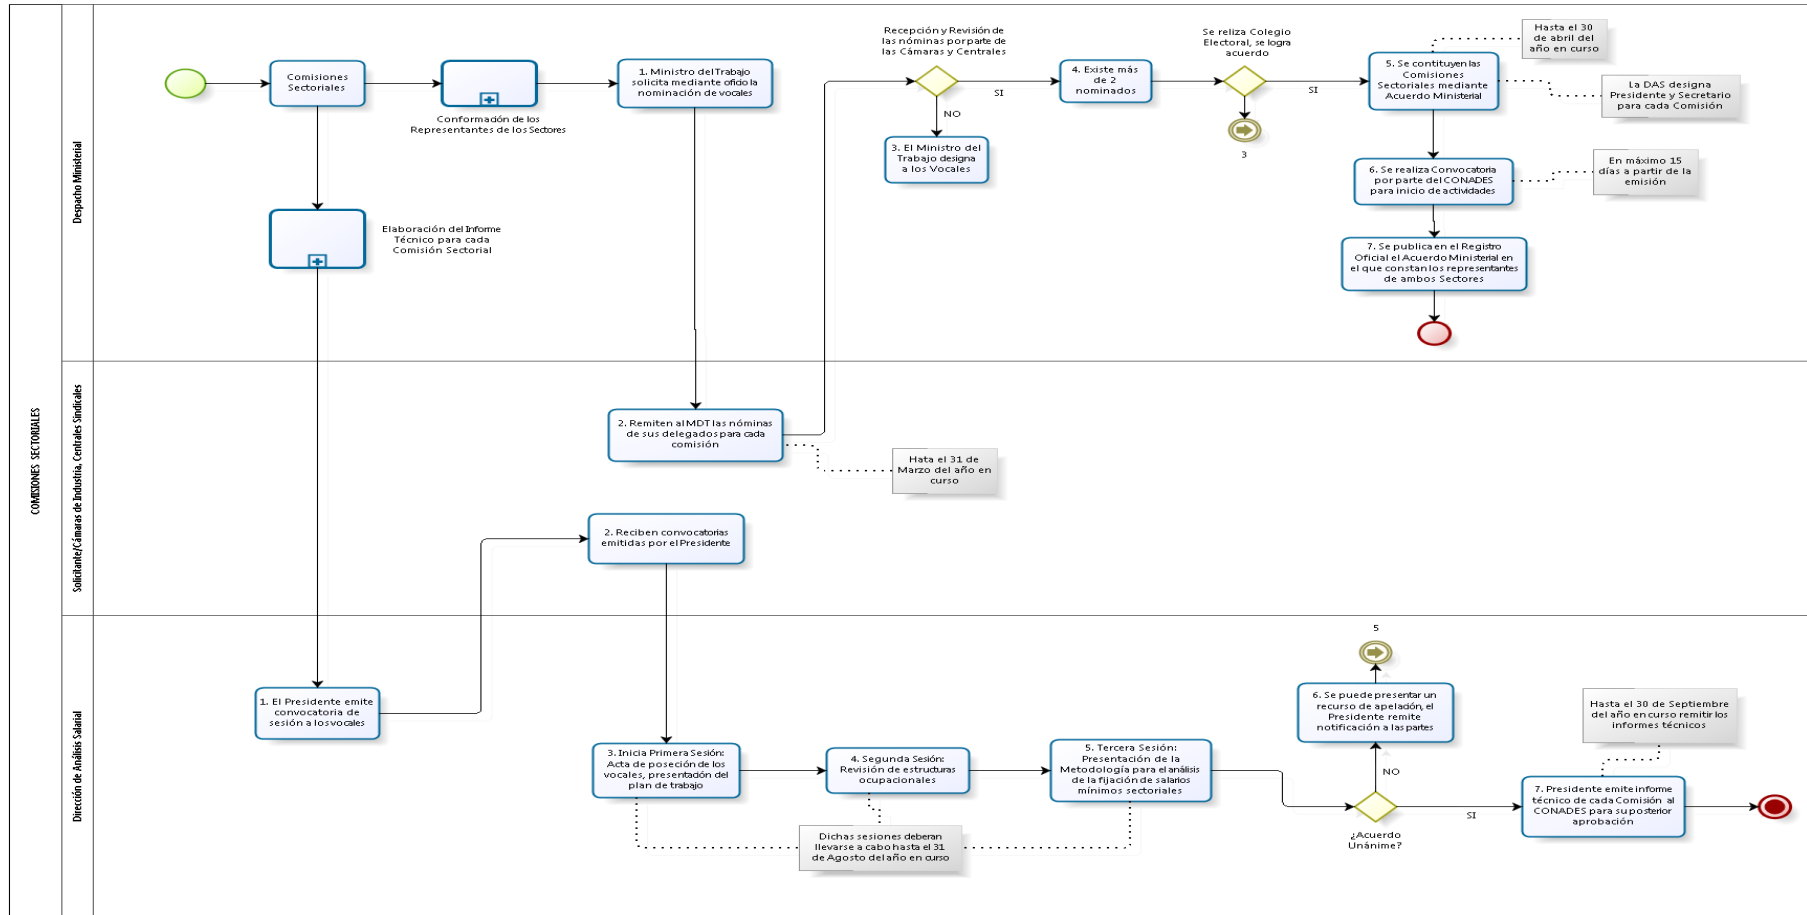 COMISIONES SECTORIALES
Despacho Ministerial
Comisiones
Sectoriales
Conformación de los
Representantes de los Sectores
1. Ministro del Trabajo
solicita mediante oficio la
nominación de vocales
Recepción y Revisión de
las nóminas por parte de
las Cámaras y Centrales
SI
NO
3. El Ministro del
Trabajo designa
a los Vocales
4. Existe más
de 2
nominados
Se reliza Colegio
Electoral, se logra
acuerdo
SI
3
5. Se contituyen las
Comisiones
Sectoriales mediante
Acuerdo Ministerial
Hasta el 30
de abril del
año en curso
La DAS designa
Presidente y Secretario
para cada Comisión
6. Se realiza Convocatoria
por parte del CONADES
para inicio de actividades
En máximo 15
días a partir de la
emisión
7. Se publica en el Registro
Oficial el Acuerdo Ministerial en
el que constan los representantes
de ambos Sectores
Elaboración del Informe
Técnico para cada
Comisión Sectorial
Solicitante/Cámaras de Industria, Centrales Sindicales
2. Remiten al MDT las nóminas
de sus delegados para cada
comisión
Hata el 31 de
Marzo del año en
curso
2. Reciben convocatorias
emitidas por el Presidente
Dirección de Análisis Salarial
1. El Presidente emite
convocatoria de
sesión a los vocales
3. Inicia Primera Sesión:
Acta de poseción de los
vocales, presentación del
plan de trabajo
4. Segunda Sesión:
Revisión de estructuras
ocupacionales
5. Tercera Sesión:
Presentación de la
Metodología para el análisis
de la fijación de salarios
mínimos sectoriales
Dichas sesiones deberan
llevarse a cabo hasta el 31
de Agosto del año en curso
5
6. Se puede presentar un
recurso de apelación, el
Presidente remite
notificación a las partes
NO
SI
¿Acuerdo
Unánime?
Hasta el 30 de Septiembre
del año en curso remitir los
informes técnicos
7. Presidente emite informe
técnico de cada Comisión al
CONADES para su posterior
aprobación